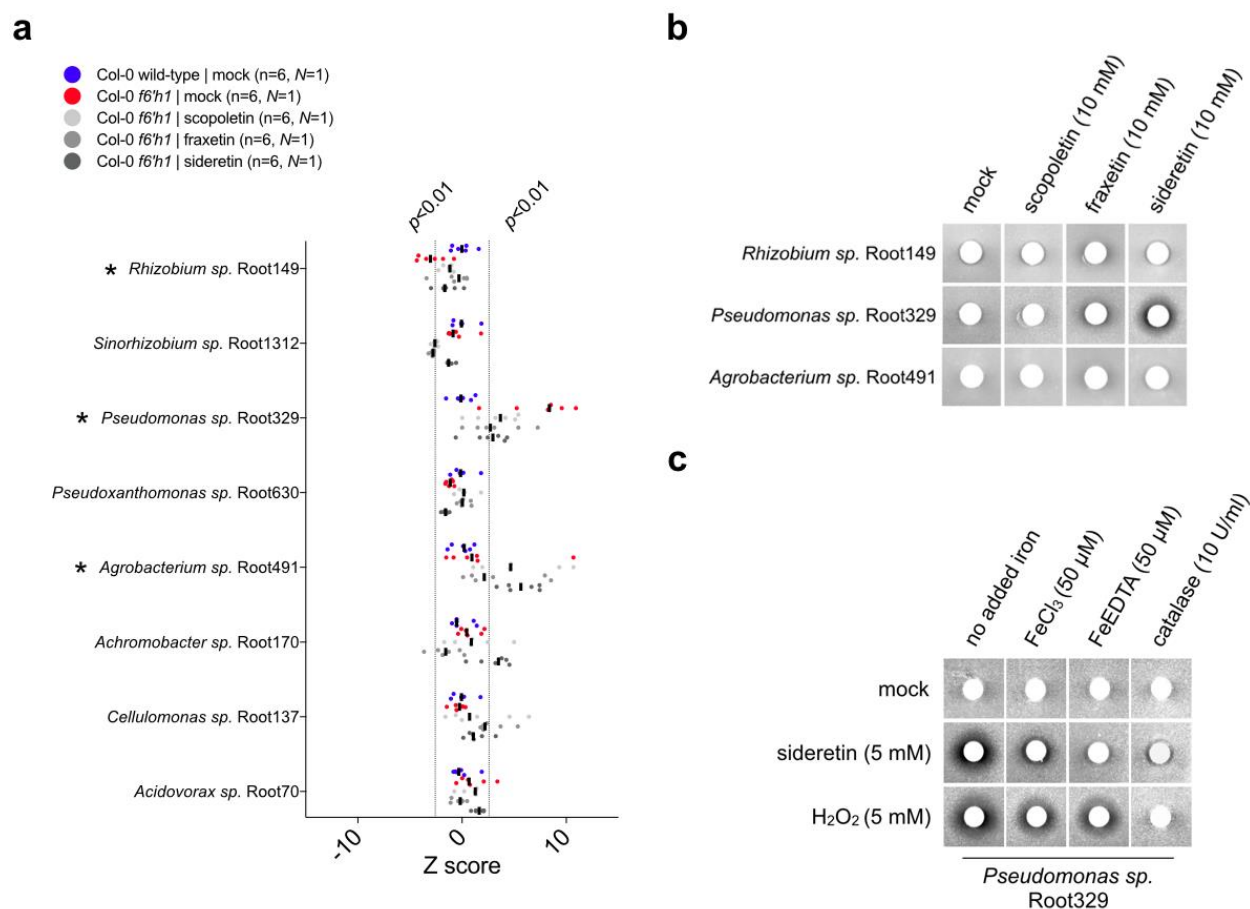 a
Col-0 wild-type | mock (n=6, N=1)
Col-0 f6'h1 | mock (n=6, N=1)
Col-0 f6'h1 | scopoletin (n=6, N=1)
Col-0 f6'h1 | fraxetin (n=6, N=1)
Col-0 f6'h1 | sideretin (n=6, N=1)
p<0.01
p<0.01
* Rhizobium sp. Root149
Sinorhizobium sp. Root1312
* Pseudomonas sp. Root329
Pseudoxanthomonas sp. Root630
* Agrobacterium sp. Root491
Achromobacter sp. Root170
Cellulomonas sp. Root137
Acidovorax sp. Root70
-10
0
10
Z score
b
mock
scopoletin (10 mM)
fraxetin (10 mM)
sideretin (10 mM)
Rhizobium sp. Root149
Pseudomonas sp. Root329
Agrobacterium sp. Root491
c
no added iron
FeCl₃ (50 µM)
FeEDTA (50 µM)
catalase (10 U/ml)
mock
sideretin (5 mM)
H₂O₂ (5 mM)
Pseudomonas sp.
Root329